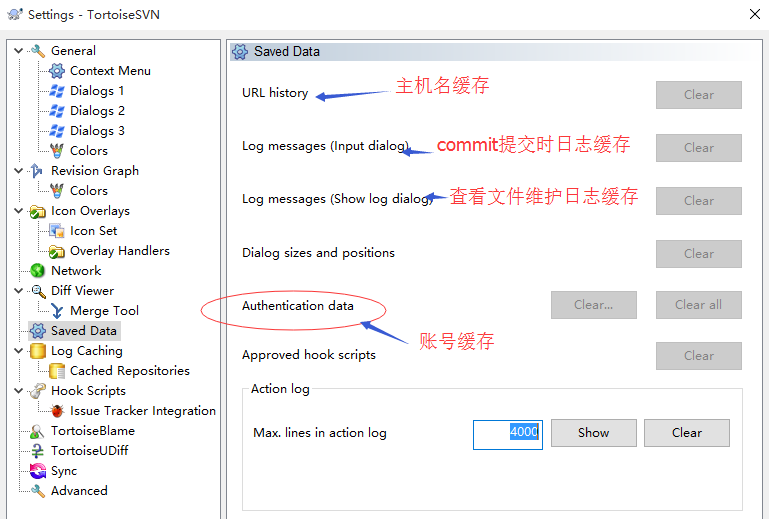 Settings - TortoiseSVN
General
Context Menu
Dialogs 1
Dialogs 2
Dialogs 3
Colors
Revision Graph
Colors
Icon Overlays
Icon Set
Overlay Handlers
Network
Diff Viewer
Merge Tool
Saved Data
Log Caching
Cached Repositories
Hook Scripts
Issue Tracker Integration
TortoiseBlame
TortoiseUDiff
Sync
Advanced
Saved Data
URL history 主机名缓存 Clear
Log messages (Input dialog) commit提交时日志缓存 Clear
Log messages (Show log dialog) 查看文件维护日志缓存 Clear
Dialog sizes and positions Clear
Authentication data Clear... Clear all
账号缓存
Approved hook scripts Clear
Action log
Max. lines in action log 4000 Show Clear